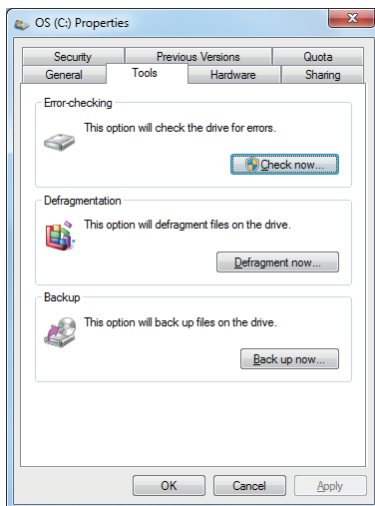 OS (C:) Properties
Security Previous Versions Quota
General Tools Hardware Sharing
Error-checking
This option will check the drive for errors.
Check now...
Defragmentation
This option will defragment files on the drive.
Defragment now...
Backup
This option will back up files on the drive.
Back up now...
OK Cancel Apply